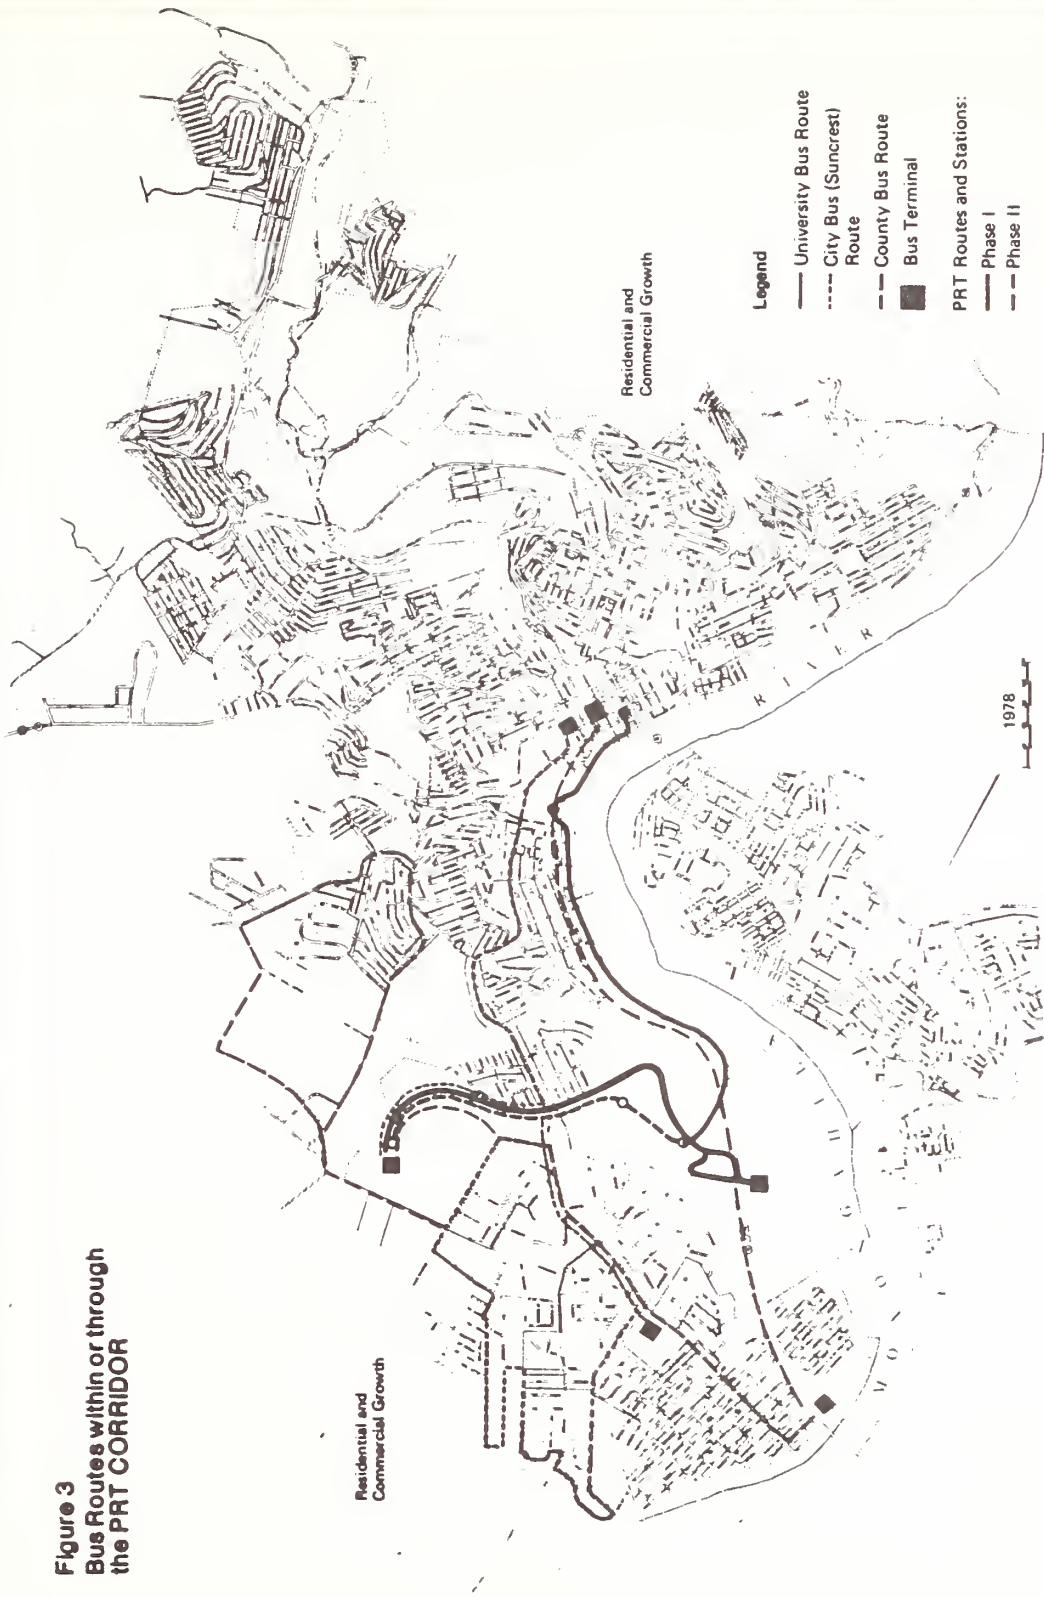 Figure 3
Bus Routes within or through
the PRT CORRIDOR
Residential and
Commercial Growth
Residential and
Commercial Growth
Legend
University Bus Route
City Bus (Suncrest)
Route
County Bus Route
Bus Terminal
PRT Routes and Stations:
Phase I
Phase II
RIVER
1978